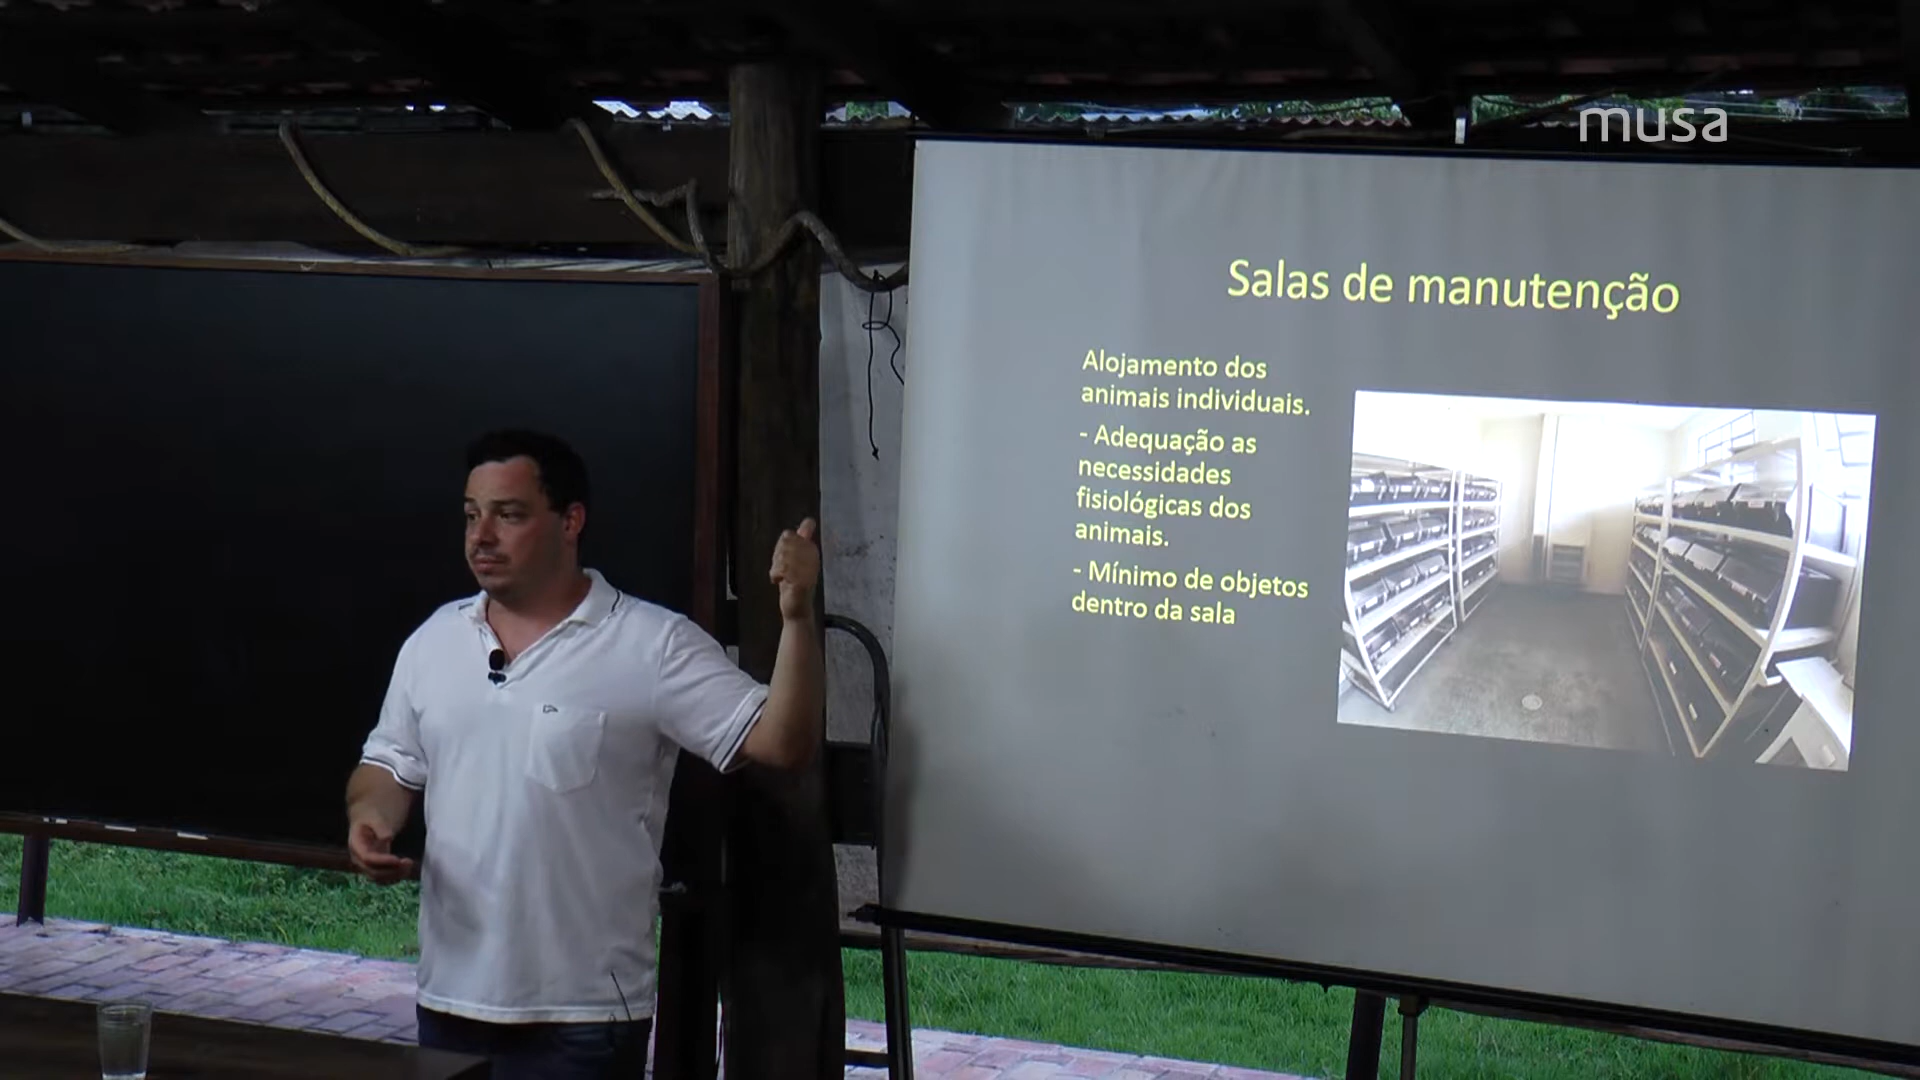 musa
Salas de manutenção
Alojamento dos
animais individuais.
- Adequação as
necessidades
fisiológicas dos
animais.
- Mínimo de objetos
dentro da sala